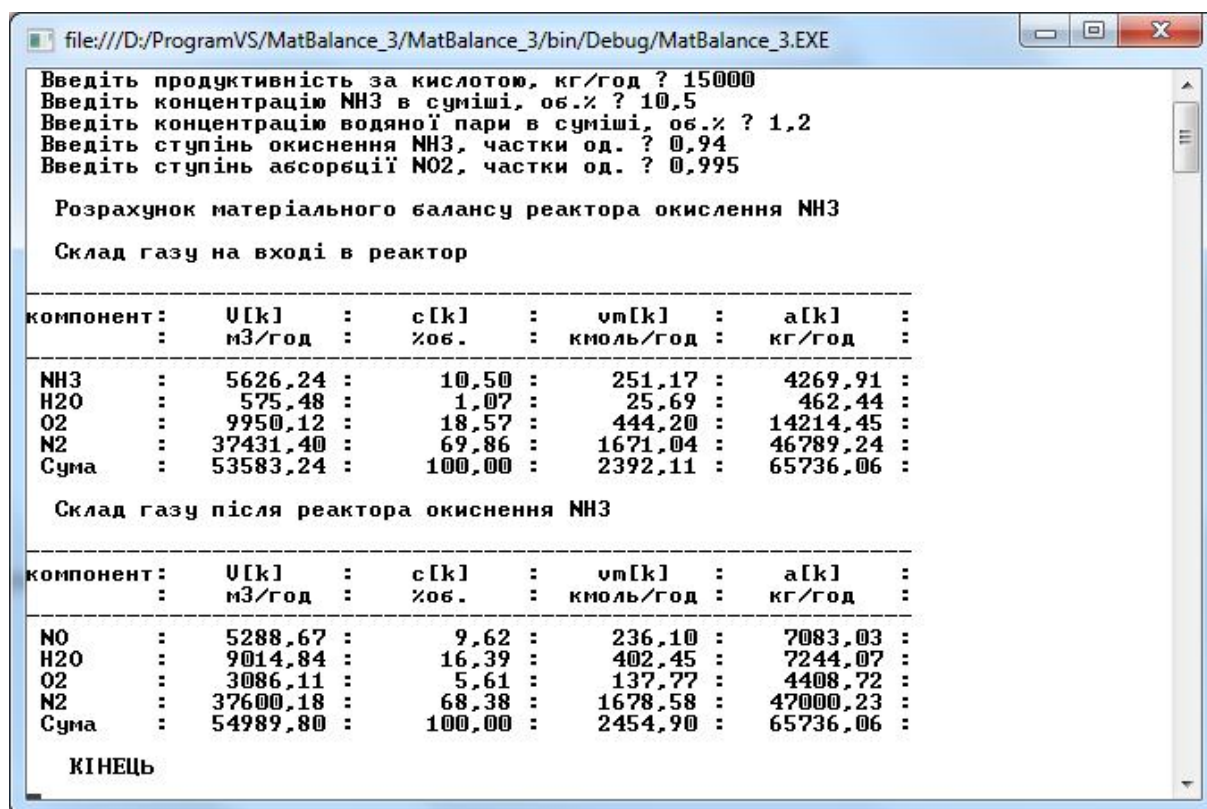 file:///D:/ProgramVS/MatBalance_3/MatBalance_3/bin/Debug/MatBalance_3.EXE
Введіть продуктивність за кислотою, кг/год ? 15000
Введіть концентрацію NH3 в суміші, об.% ? 10,5
Введіть концентрацію водяної пари в суміші, об.% ? 1,2
Введіть ступінь окиснення NH3, частки од. ? 0,94
Введіть ступінь абсорбції NO2, частки од. ? 0,995
Розрахунок матеріального балансу реактора окислення NH3
Склад газу на вході в реактор
------------------------------------------------------------
компонент: V[k] : c[k] : vm[k] : a[k] :
: м3/год : %об. : кмоль/год : кг/год :
------------------------------------------------------------
NH3 : 5626,24 : 10,50 : 251,17 : 4269,91 :
H2O : 575,48 : 1,07 : 25,69 : 462,44 :
O2 : 9950,12 : 18,57 : 444,20 : 14214,45 :
N2 : 37431,40 : 69,86 : 1671,04 : 46789,24 :
Сума : 53583,24 : 100,00 : 2392,11 : 65736,06 :
Склад газу після реактора окиснення NH3
------------------------------------------------------------
компонент: V[k] : c[k] : vm[k] : a[k] :
: м3/год : %об. : кмоль/год : кг/год :
------------------------------------------------------------
NO : 5288,67 : 9,62 : 236,10 : 7083,03 :
H2O : 9014,84 : 16,39 : 402,45 : 7244,07 :
O2 : 3086,11 : 5,61 : 137,77 : 4408,72 :
N2 : 37600,18 : 68,38 : 1678,58 : 47000,23 :
Сума : 54989,80 : 100,00 : 2454,90 : 65736,06 :
КІНЕЦЬ